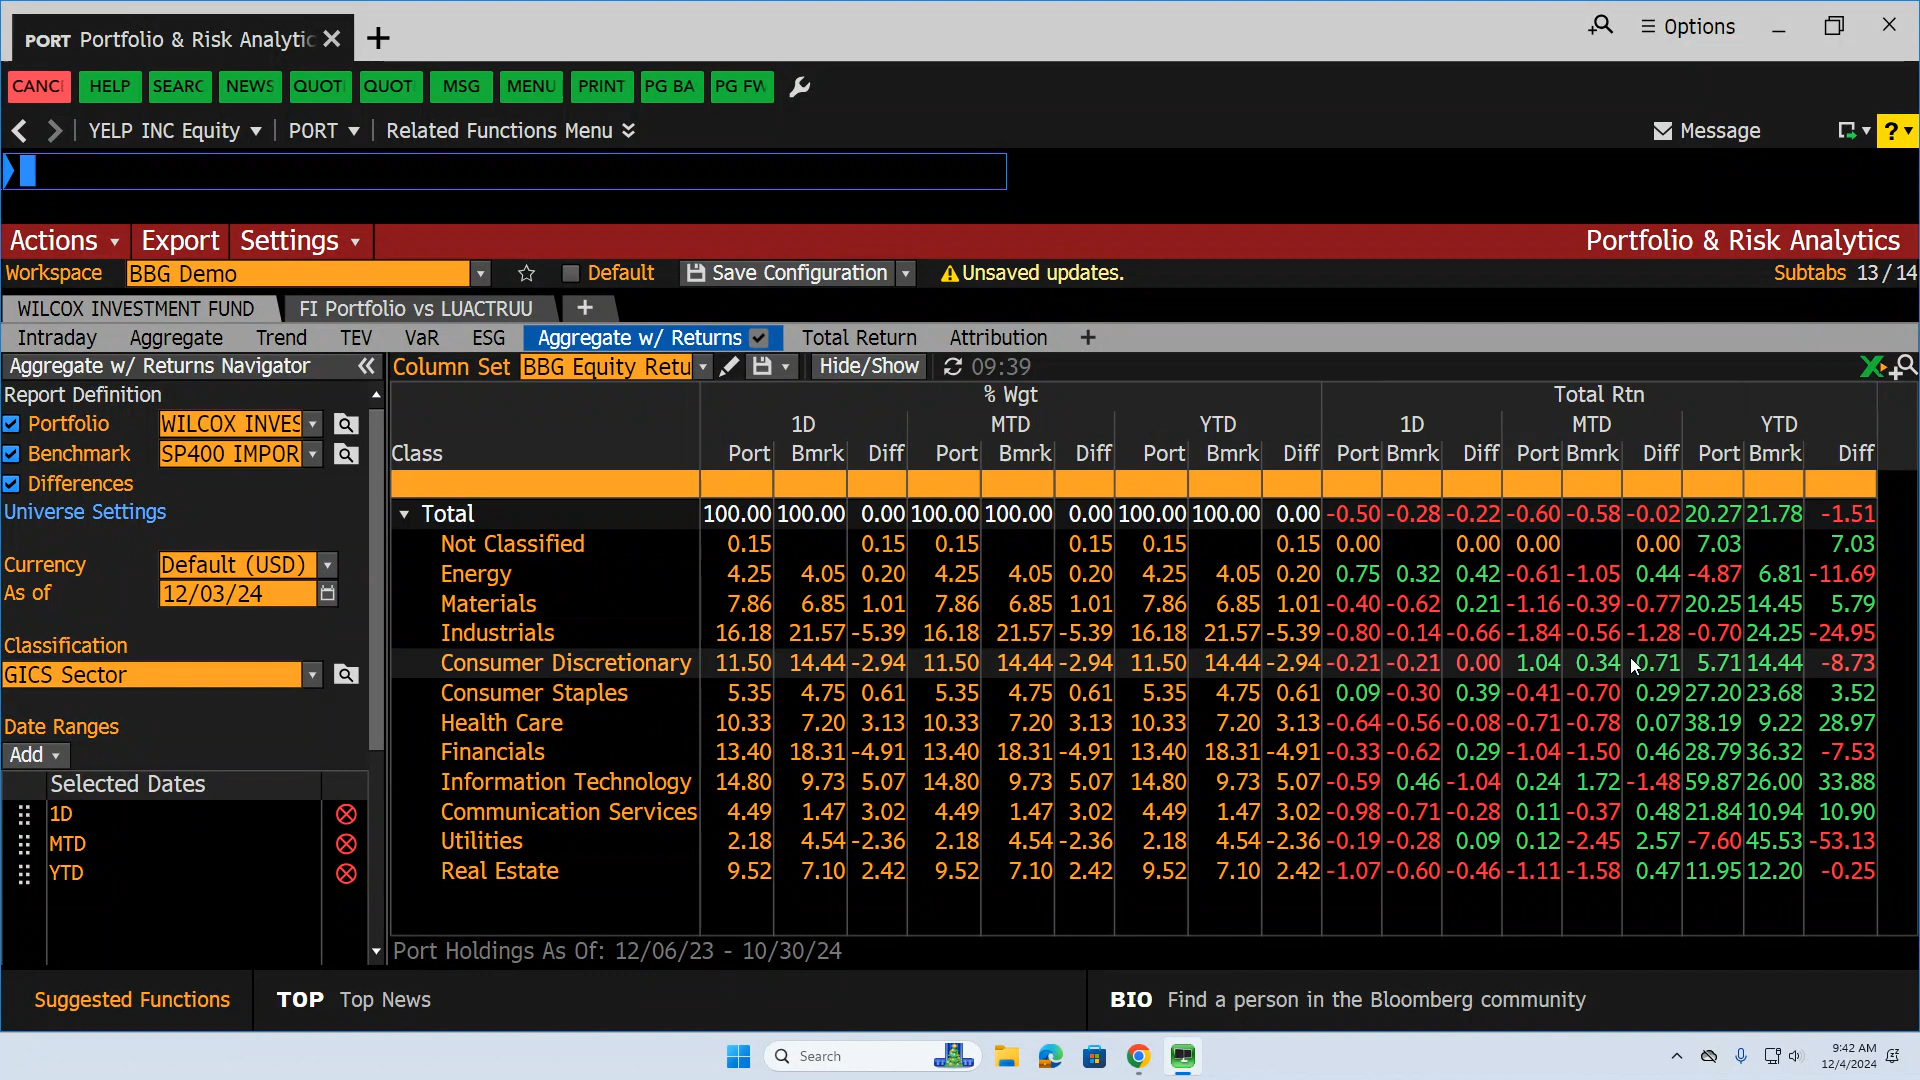 PORT Portfolio & Risk Analytic
Options
CANC HELP SEARC NEWS QUOT QUOT MSG MENU PRINT PG BA PG FW
YELP INC Equity PORT Related Functions Menu Message ?
Actions Export Settings Portfolio & Risk Analytics
Workspace BBG Demo Default Save Configuration Unsaved updates. Subtabs 13/14
WILCOX INVESTMENT FUND FI Portfolio vs LUACTRUU +
Intraday Aggregate Trend TEV VaR ESG Aggregate w/ Returns Total Return Attribution +
Aggregate w/ Returns Navigator
Report Definition
Portfolio WILCOX INVES
Benchmark SP400 IMPOR
Differences
Universe Settings
Currency Default (USD)
As of 12/03/24
Classification
GICS Sector
Date Ranges
Add
Selected Dates
1D
MTD
YTD
Column Set BBG Equity Retu Hide/Show 09:39
% Wgt Total Rtn
1D MTD YTD 1D MTD YTD
Class Port Bmrk Diff Port Bmrk Diff Port Bmrk Diff Port Bmrk Diff Port Bmrk Diff Port Bmrk Diff
Total 100.00 100.00 0.00 100.00 100.00 0.00 100.00 100.00 0.00 -0.50 -0.28 -0.22 -0.60 -0.58 -0.02 20.27 21.78 -1.51
Not Classified 0.15 0.15 0.15 0.15 0.15 0.15 0.00 0.00 0.00 0.00 7.03 7.03
Energy 4.25 4.05 0.20 4.25 4.05 0.20 4.25 4.05 0.20 0.75 0.32 0.42 -0.61 -1.05 0.44 -4.87 6.81 -11.69
Materials 7.86 6.85 1.01 7.86 6.85 1.01 7.86 6.85 1.01 -0.40 -0.62 0.21 -1.16 -0.39 -0.77 20.25 14.45 5.79
Industrials 16.18 21.57 -5.39 16.18 21.57 -5.39 16.18 21.57 -5.39 -0.80 -0.14 -0.66 -1.84 -0.56 -1.28 -0.70 24.25 -24.95
Consumer Discretionary 11.50 14.44 -2.94 11.50 14.44 -2.94 11.50 14.44 -2.94 -0.21 -0.21 0.00 1.04 0.34 0.71 5.71 14.44 -8.73
Consumer Staples 5.35 4.75 0.61 5.35 4.75 0.61 5.35 4.75 0.61 0.09 -0.30 0.39 -0.41 -0.70 0.29 27.20 23.68 3.52
Health Care 10.33 7.20 3.13 10.33 7.20 3.13 10.33 7.20 3.13 -0.64 -0.56 -0.08 -0.71 -0.78 0.07 38.19 9.22 28.97
Financials 13.40 18.31 -4.91 13.40 18.31 -4.91 13.40 18.31 -4.91 -0.33 -0.62 0.29 -1.04 -1.50 0.46 28.79 36.32 -7.53
Information Technology 14.80 9.73 5.07 14.80 9.73 5.07 14.80 9.73 5.07 -0.59 0.46 -1.04 0.24 1.72 -1.48 59.87 26.00 33.88
Communication Services 4.49 1.47 3.02 4.49 1.47 3.02 4.49 1.47 3.02 -0.98 -0.71 -0.28 0.11 -0.37 0.48 21.84 10.94 10.90
Utilities 2.18 4.54 -2.36 2.18 4.54 -2.36 2.18 4.54 -2.36 -0.19 -0.28 0.09 0.12 -2.45 2.57 -7.60 45.53 -53.13
Real Estate 9.52 7.10 2.42 9.52 7.10 2.42 9.52 7.10 2.42 -1.07 -0.60 -0.46 -1.11 -1.58 0.47 11.95 12.20 -0.25
Port Holdings As Of: 12/06/23 - 10/30/24
Suggested Functions TOP Top News BIO Find a person in the Bloomberg community
Search
9:42 AM
12/4/2024